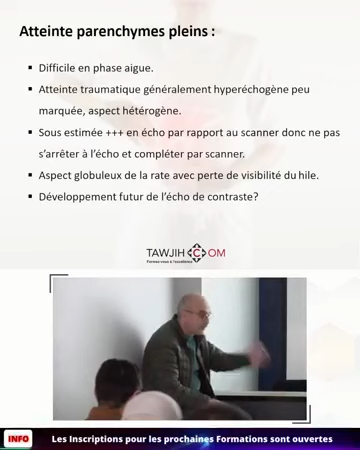 Atteinte parenchymes pleins :
▪ Difficile en phase aigue.
▪ Atteinte traumatique généralement hyperéchogène peu
marquée, aspect hétérogène.
▪ Sous estimée +++ en écho par rapport au scanner donc ne pas
s’arrêter à l’écho et compléter par scanner.
▪ Aspect globuleux de la rate avec perte de visibilité du hile.
▪ Développement futur de l’écho de contraste?
TAWJIH COM
Formez-vous à l'excellence
INFO Les Inscriptions pour les prochaines Formations sont ouvertes